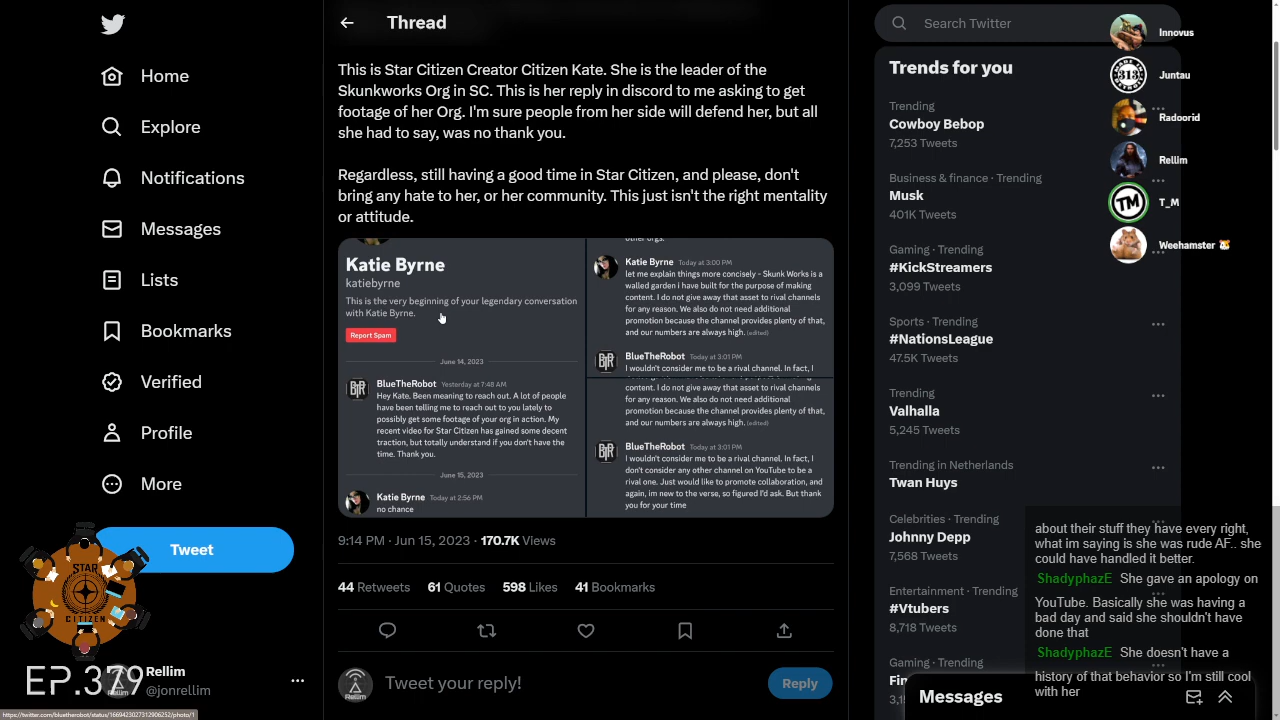 Home
Explore
Notifications
Messages
Lists
Bookmarks
Verified
Profile
More
Tweet
STAR
CITIZEN
EP.379
Rellim
@jonrellim
https://twitter.com/bluetherobot/status/1669423027312906252/photo/1
Thread
This is Star Citizen Creator Citizen Kate. She is the leader of the
Skunkworks Org in SC. This is her reply in discord to me asking to get
footage of her Org. I'm sure people from her side will defend her, but all
she had to say, was no thank you.
Regardless, still having a good time in Star Citizen, and please, don't
bring any hate to her, or her community. This just isn't the right mentality
or attitude.
Katie Byrne
katiebyrne
This is the very beginning of your legendary conversation
with Katie Byrne.
Report Spam
June 14, 2023
BlueTheRobot Yesterday at 7:48 AM
Hey Kate. Been meaning to reach out. A lot of people
have been telling me to reach out to you lately to
possibly get some footage of your org in action. My
recent video for Star Citizen has gained some decent
traction, but totally understand if you don't have the
time. Thank you.
June 15, 2023
Katie Byrne Today at 2:56 PM
no chance
other orgs.
Katie Byrne Today at 3:00 PM
let me explain things more concisely - Skunk Works is a
walled garden i have built for the purpose of making
content. I do not give away that asset to rival channels
for any reason. We also do not need additional
promotion because the channel provides plenty of that,
and our numbers are always high. (edited)
BlueTheRobot Today at 3:01 PM
I wouldn't consider me to be a rival channel. In fact, I
content. I do not give away that asset to rival channels
for any reason. We also do not need additional
promotion because the channel provides plenty of that,
and our numbers are always high. (edited)
BlueTheRobot Today at 3:01 PM
I wouldn't consider me to be a rival channel. In fact, I
don't consider any other channel on YouTube to be a
rival one. Just would like to promote collaboration, and
again, im new to the verse, so figured I'd ask. But thank
you for your time
9:14 PM · Jun 15, 2023 · 170.7K Views
44 Retweets 61 Quotes 598 Likes 41 Bookmarks
Rellim
Tweet your reply!
Reply
Search Twitter
Trends for you
Trending
Cowboy Bebop
7,253 Tweets
Business & finance · Trending
Musk
401K Tweets
Gaming · Trending
#KickStreamers
3,099 Tweets
Sports · Trending
#NationsLeague
47.5K Tweets
Trending
Valhalla
5,245 Tweets
Trending in Netherlands
Twan Huys
Celebrities · Trending
Johnny Depp
7,568 Tweets
Entertainment · Trending
#Vtubers
8,718 Tweets
Gaming · Trending
Messages
Innovus
313
Juntau
Radoorid
Rellim
TM
T_M
Weehamster 🐹
about their stuff they have every right,
what im saying is she was rude AF.. she
could have handled it better.
ShadyphazE She gave an apology on
YouTube. Basically she was having a
bad day and said she shouldn't have
done that
ShadyphazE She doesn't have a
history of that behavior so I'm still cool
with her